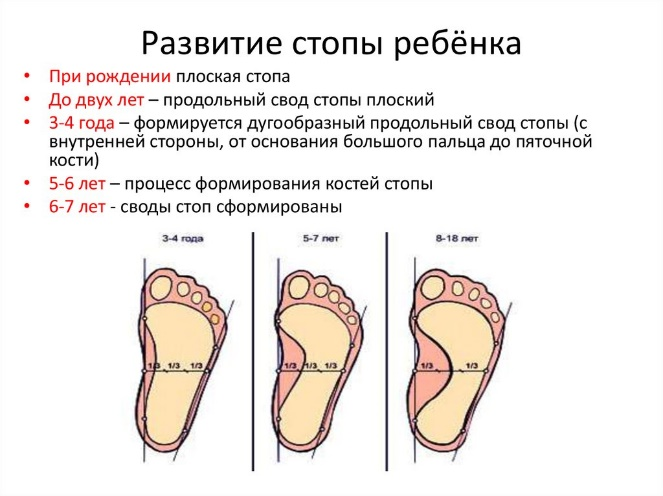 Развитие стопы ребёнка
• При рождении плоская стопа
• До двух лет – продольный свод стопы плоский
• 3-4 года – формируется дугообразный продольный свод стопы (с
внутренней стороны, от основания большого пальца до пяточной
кости)
• 5-6 лет – процесс формирования костей стопы
• 6-7 лет - своды стоп сформированы
3-4 года 5-7 лет 8-18 лет
1/3 1/3 1/3 1/3 1/3 1/3 1/3 1/3 1/3